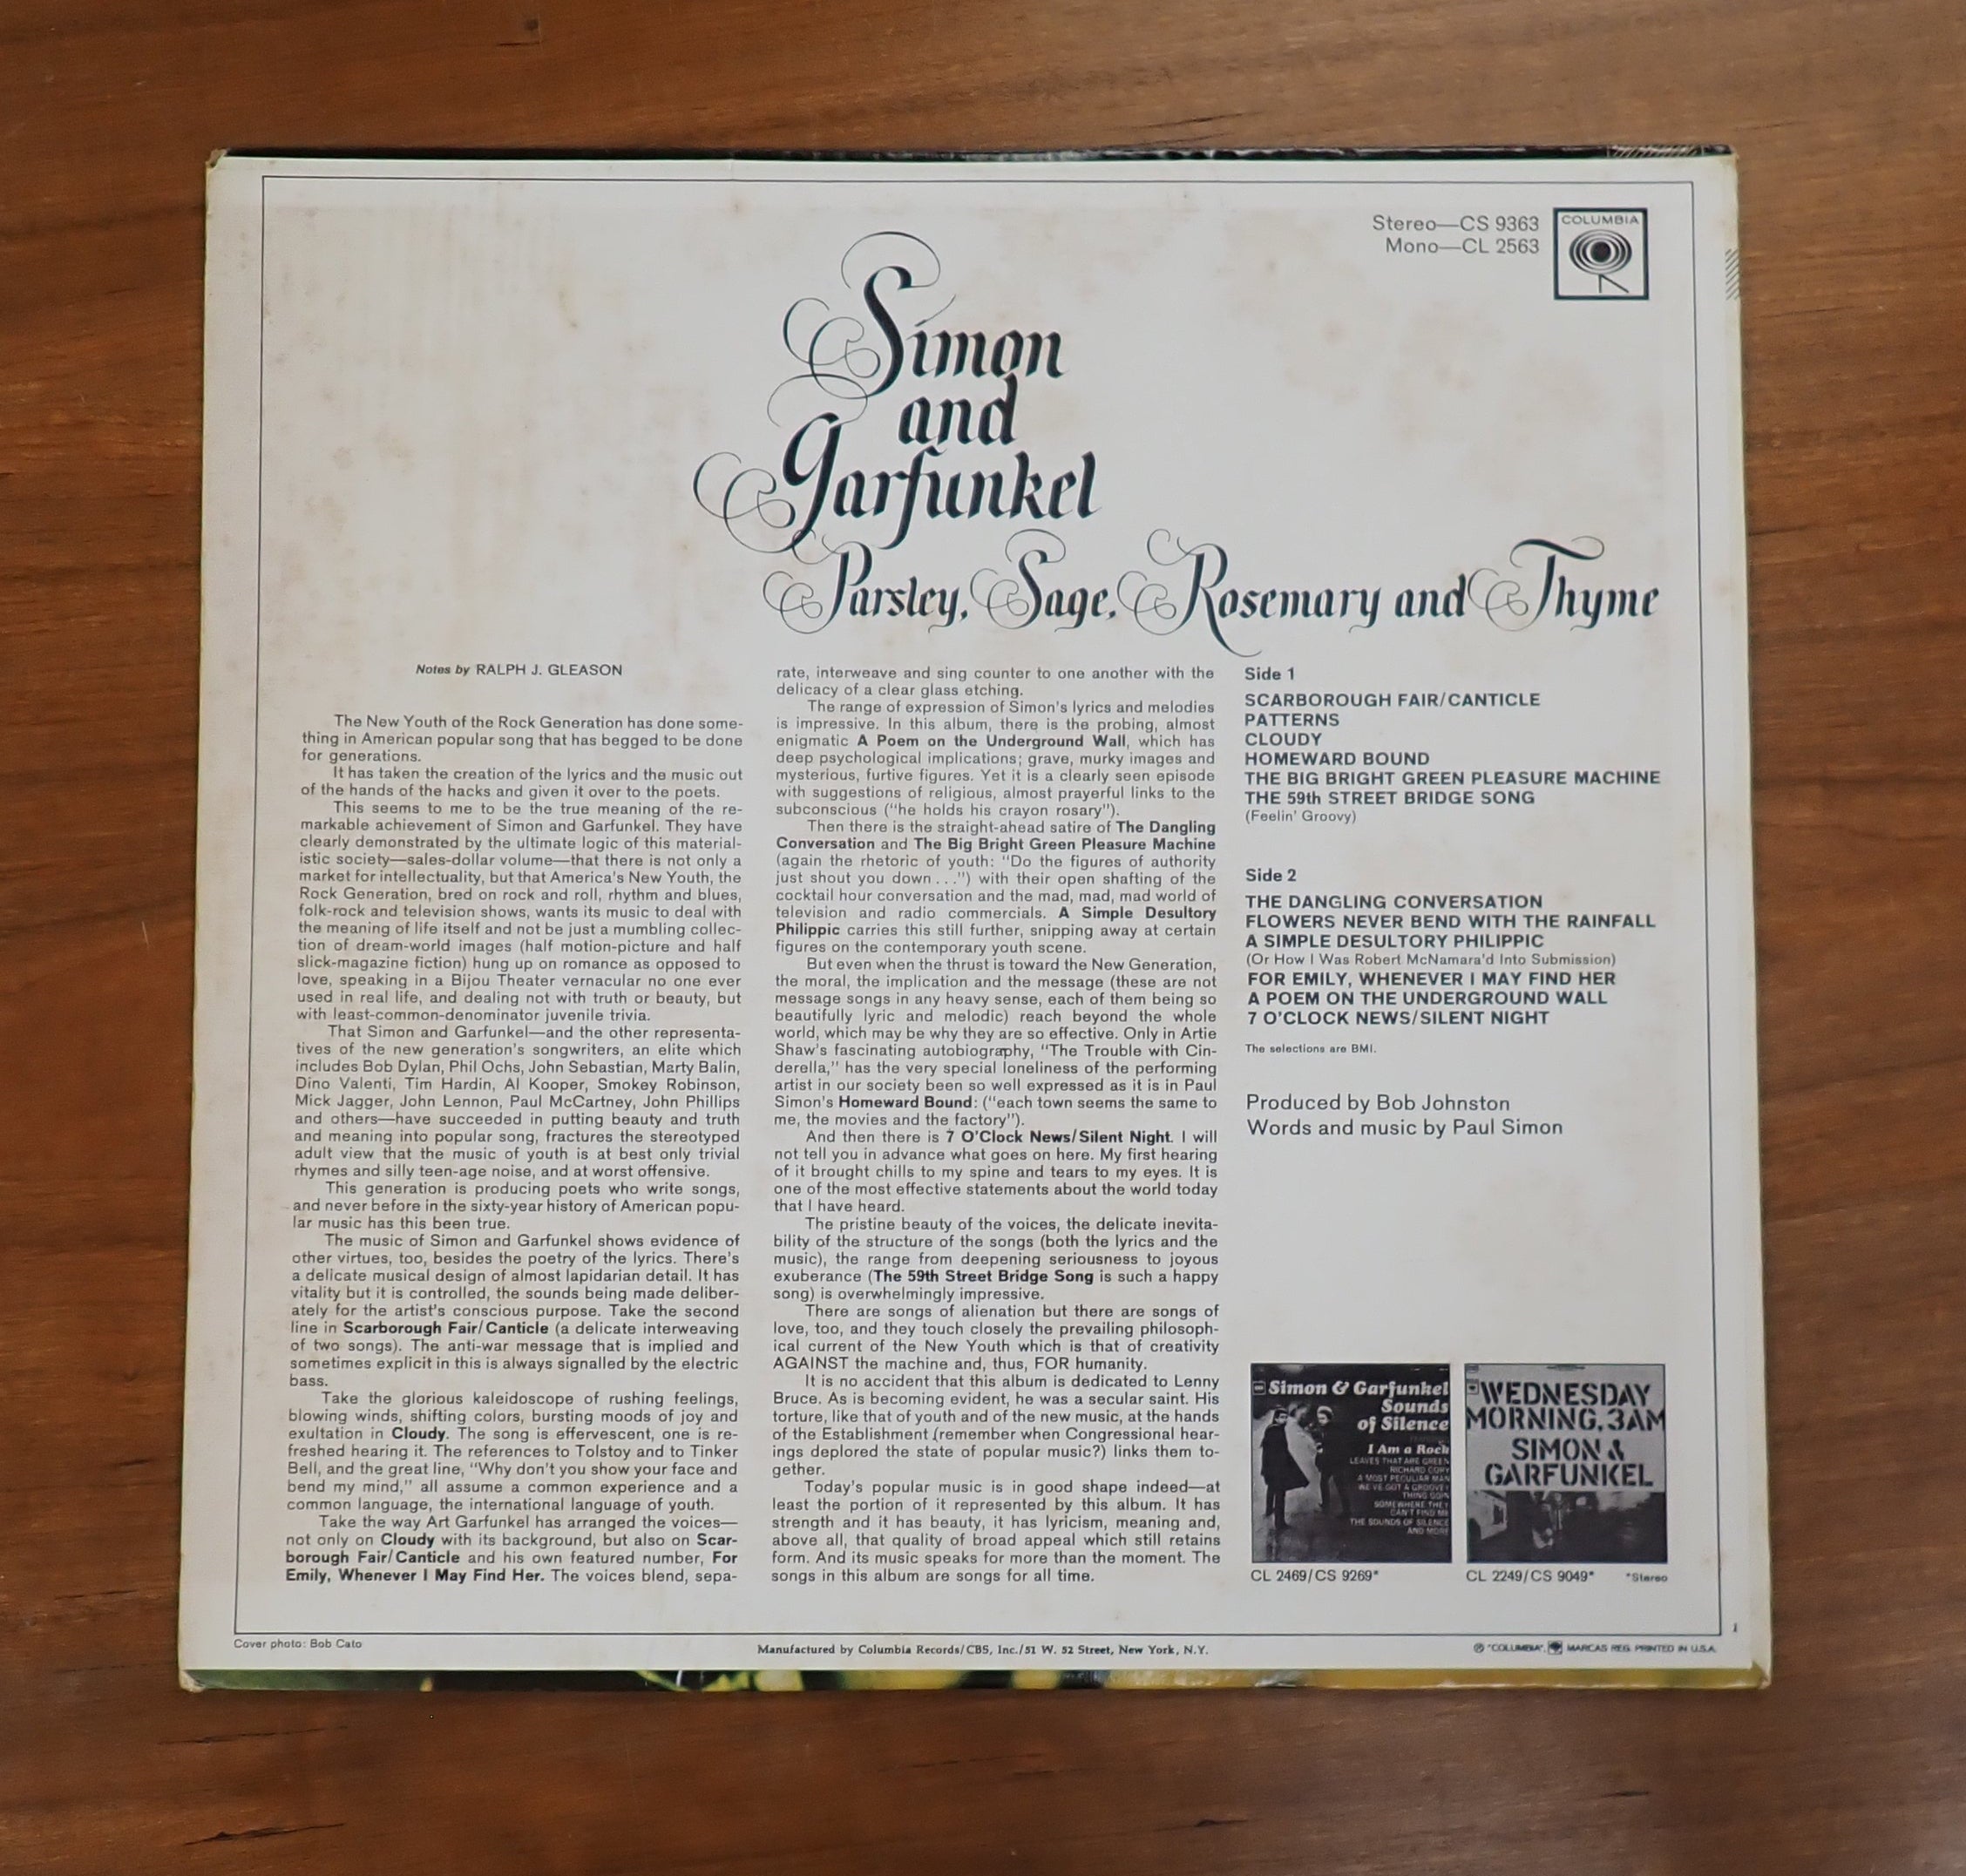 Stereo—CS 9363
Mono—CL 2563
COLUMBIA
Simon
and
Garfunkel
Parsley, Sage, Rosemary and Thyme
Notes by RALPH J. GLEASON
The New Youth of the Rock Generation has done some-
thing in American popular song that has begged to be done
for generations.
It has taken the creation of the lyrics and the music out
of the hands of the hacks and given it over to the poets.
This seems to me to be the true meaning of the re-
markable achievement of Simon and Garfunkel. They have
clearly demonstrated by the ultimate logic of this material-
istic society—sales-dollar volume—that there is not only a
market for intellectuality, but that America's New Youth, the
Rock Generation, bred on rock and roll, rhythm and blues,
folk-rock and television shows, wants its music to deal with
the meaning of life itself and not be just a mumbling collec-
tion of dream-world images (half motion-picture and half
slick-magazine fiction) hung up on romance as opposed to
love, speaking in a Bijou Theater vernacular no one ever
used in real life, and dealing not with truth or beauty, but
with least-common-denominator juvenile trivia.
That Simon and Garfunkel—and the other representa-
tives of the new generation's songwriters, an elite which
includes Bob Dylan, Phil Ochs, John Sebastian, Marty Balin,
Dino Valenti, Tim Hardin, Al Kooper, Smokey Robinson,
Mick Jagger, John Lennon, Paul McCartney, John Phillips
and others—have succeeded in putting beauty and truth
and meaning into popular song, fractures the stereotyped
adult view that the music of youth is at best only trivial
rhymes and silly teen-age noise, and at worst offensive.
This generation is producing poets who write songs,
and never before in the sixty-year history of American popu-
lar music has this been true.
The music of Simon and Garfunkel shows evidence of
other virtues, too, besides the poetry of the lyrics. There's
a delicate musical design of almost lapidarian detail. It has
vitality but it is controlled, the sounds being made deliber-
ately for the artist's conscious purpose. Take the second
line in Scarborough Fair/Canticle (a delicate interweaving
of two songs). The anti-war message that is implied and
sometimes explicit in this is always signalled by the electric
bass.
Take the glorious kaleidoscope of rushing feelings,
blowing winds, shifting colors, bursting moods of joy and
exultation in Cloudy. The song is effervescent, one is re-
freshed hearing it. The references to Tolstoy and to Tinker
Bell, and the great line, "Why don't you show your face and
bend my mind," all assume a common experience and a
common language, the international language of youth.
Take the way Art Garfunkel has arranged the voices—
not only on Cloudy with its background, but also on Scar-
borough Fair/Canticle and his own featured number, For
Emily, Whenever I May Find Her. The voices blend, sepa-
rate, interweave and sing counter to one another with the
delicacy of a clear glass etching.
The range of expression of Simon's lyrics and melodies
is impressive. In this album, there is the probing, almost
enigmatic A Poem on the Underground Wall, which has
deep psychological implications; grave, murky images and
mysterious, furtive figures. Yet it is a clearly seen episode
with suggestions of religious, almost prayerful links to the
subconscious ("he holds his crayon rosary").
Then there is the straight-ahead satire of The Dangling
Conversation and The Big Bright Green Pleasure Machine
(again the rhetoric of youth: "Do the figures of authority
just shout you down . . .") with their open shafting of the
cocktail hour conversation and the mad, mad, mad world of
television and radio commercials. A Simple Desultory
Philippic carries this still further, snipping away at certain
figures on the contemporary youth scene.
But even when the thrust is toward the New Generation,
the moral, the implication and the message (these are not
message songs in any heavy sense, each of them being so
beautifully lyric and melodic) reach beyond the whole
world, which may be why they are so effective. Only in Artie
Shaw's fascinating autobiography, "The Trouble with Cin-
derella," has the very special loneliness of the performing
artist in our society been so well expressed as it is in Paul
Simon's Homeward Bound: ("each town seems the same to
me, the movies and the factory").
And then there is 7 O'Clock News/Silent Night. I will
not tell you in advance what goes on here. My first hearing
of it brought chills to my spine and tears to my eyes. It is
one of the most effective statements about the world today
that I have heard.
The pristine beauty of the voices, the delicate inevita-
bility of the structure of the songs (both the lyrics and the
music), the range from deepening seriousness to joyous
exuberance (The 59th Street Bridge Song is such a happy
song) is overwhelmingly impressive.
There are songs of alienation but there are songs of
love, too, and they touch closely the prevailing philosoph-
ical current of the New Youth which is that of creativity
AGAINST the machine and, thus, FOR humanity.
It is no accident that this album is dedicated to Lenny
Bruce. As is becoming evident, he was a secular saint. His
torture, like that of youth and of the new music, at the hands
of the Establishment (remember when Congressional hear-
ings deplored the state of popular music?) links them to-
gether.
Today's popular music is in good shape indeed—at
least the portion of it represented by this album. It has
strength and it has beauty, it has lyricism, meaning and,
above all, that quality of broad appeal which still retains
form. And its music speaks for more than the moment. The
songs in this album are songs for all time.
Side 1
SCARBOROUGH FAIR/CANTICLE
PATTERNS
CLOUDY
HOMEWARD BOUND
THE BIG BRIGHT GREEN PLEASURE MACHINE
THE 59th STREET BRIDGE SONG
(Feelin' Groovy)
Side 2
THE DANGLING CONVERSATION
FLOWERS NEVER BEND WITH THE RAINFALL
A SIMPLE DESULTORY PHILIPPIC
(Or How I Was Robert McNamara'd Into Submission)
FOR EMILY, WHENEVER I MAY FIND HER
A POEM ON THE UNDERGROUND WALL
7 O'CLOCK NEWS/SILENT NIGHT
The selections are BMI.
Produced by Bob Johnston
Words and music by Paul Simon
Simon & Garfunkel
Sounds
of Silence
I Am a Rock
LEAVES THAT ARE GREEN
RICHARD CORY
A MOST PECULIAR MAN
WE'VE GOT A GROOVEY
THING GOIN
SOMEWHERE THEY
CAN'T FIND ME
THE SOUNDS OF SILENCE
AND MORE
CL 2469/CS 9269*
WEDNESDAY
MORNING, 3AM
SIMON &
GARFUNKEL
CL 2249/CS 9049* *Stereo
Cover photo: Bob Cato
Manufactured by Columbia Records/CBS, Inc./51 W. 52 Street, New York, N.Y.
® "COLUMBIA", MARCAS REG. PRINTED IN U.S.A.
1